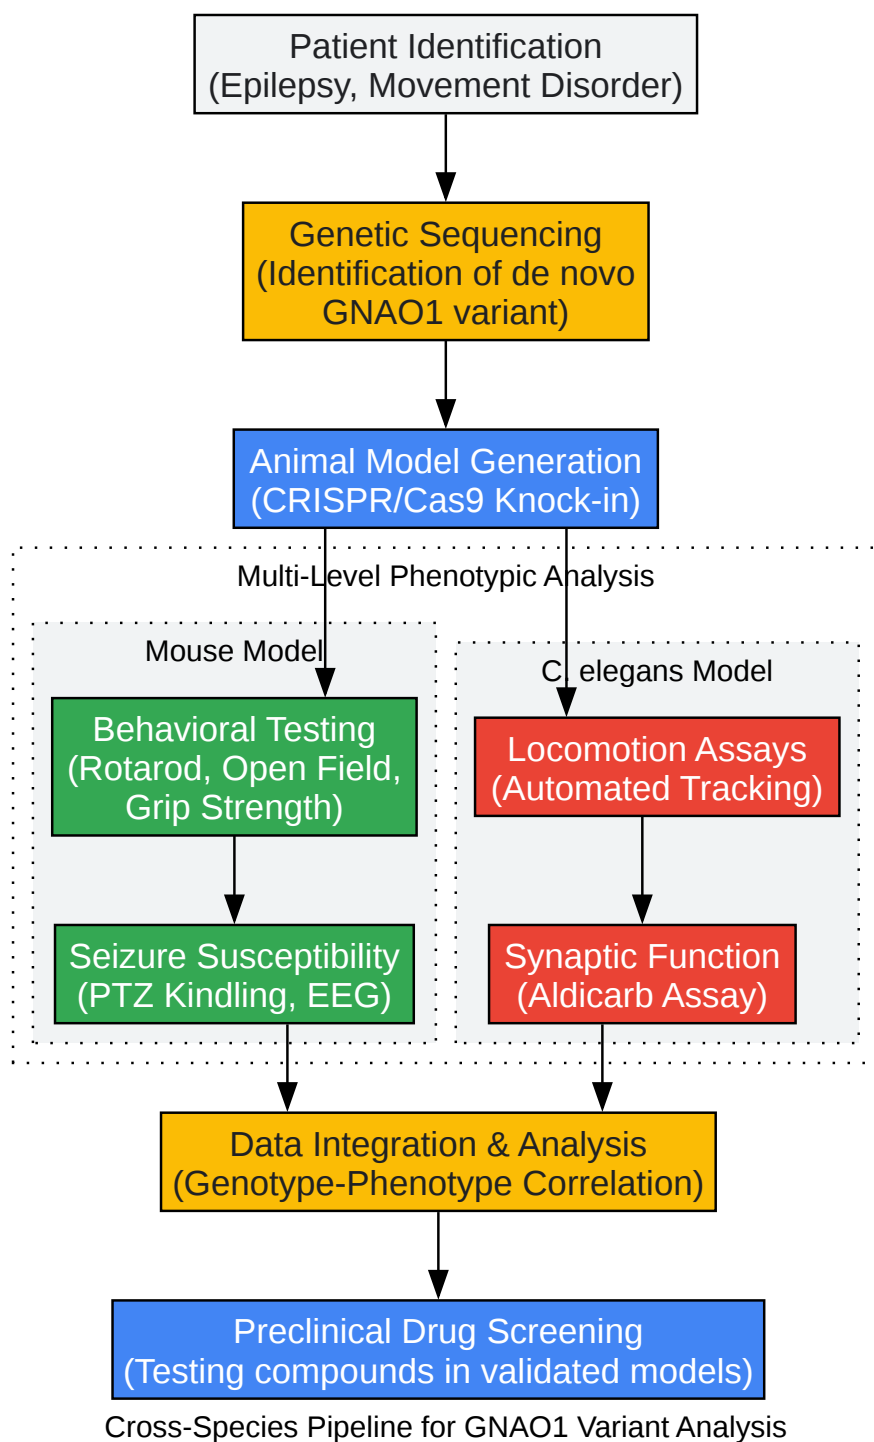 Patient Identification
(Epilepsy, Movement Disorder)
Genetic Sequencing
(Identification of de novo
GNAO1 variant)
Animal Model Generation
(CRISPR/Cas9 Knock-in)
Multi-Level Phenotypic Analysis
Mouse Model
Behavioral Testing
(Rotarod, Open Field,
Grip Strength)
Seizure Susceptibility
(PTZ Kindling, EEG)
C. elegans Model
Locomotion Assays
(Automated Tracking)
Synaptic Function
(Aldicarb Assay)
Data Integration & Analysis
(Genotype-Phenotype Correlation)
Preclinical Drug Screening
(Testing compounds in validated models)
Cross-Species Pipeline for GNAO1 Variant Analysis